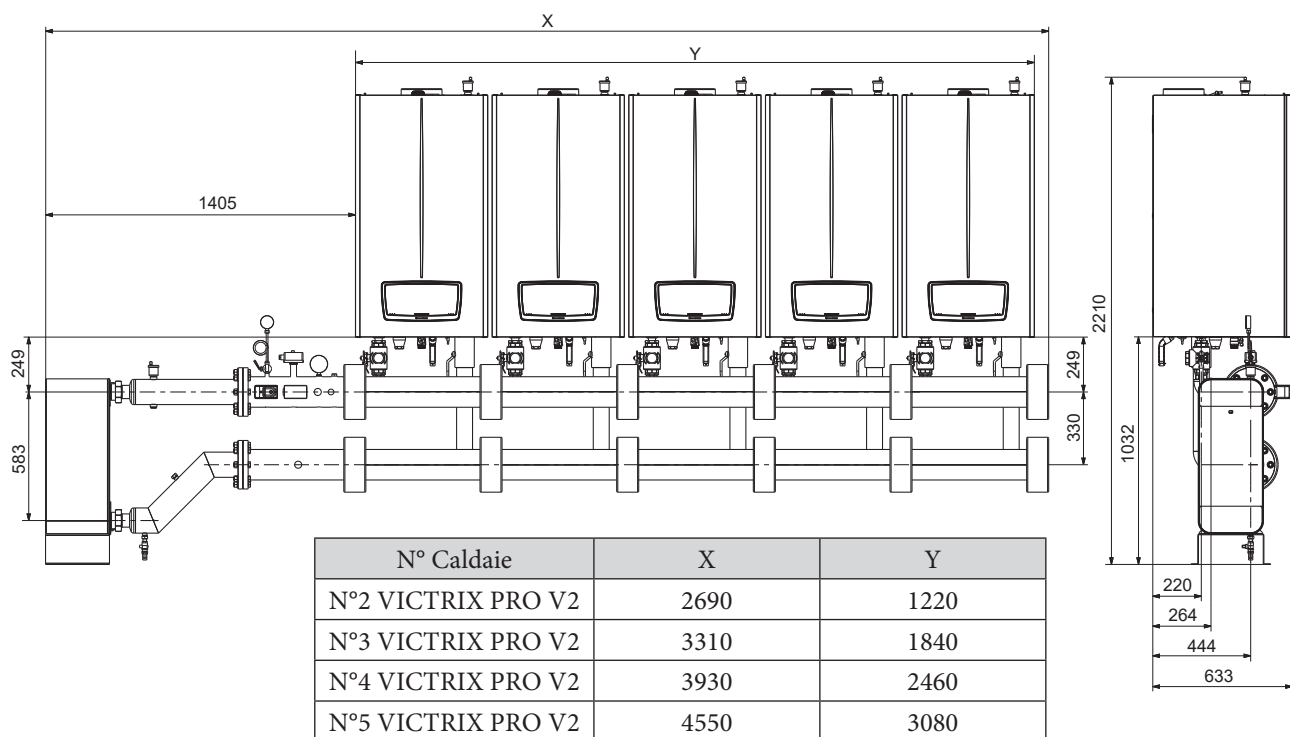 X
Y
1405
249
583
249
330
2210
1032
220
264
444
633
N° Caldaie X Y
N°2 VICTRIX PRO V2 2690 1220
N°3 VICTRIX PRO V2 3310 1840
N°4 VICTRIX PRO V2 3930 2460
N°5 VICTRIX PRO V2 4550 3080